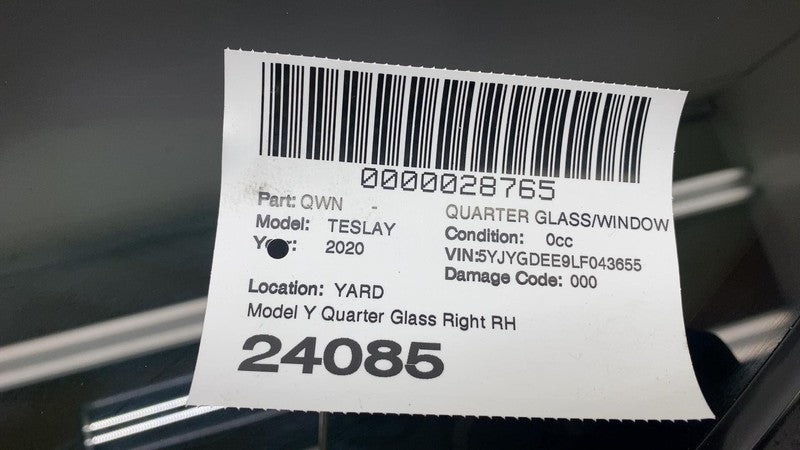 0000028765
Part: QWN - QUARTER GLASS/WINDOW
Model: TESLAY Condition: 0cc
2020 VIN:5YJYGDEE9LF043655
Damage Code: 000
Location: YARD
Model Y Quarter Glass Right RH
24085